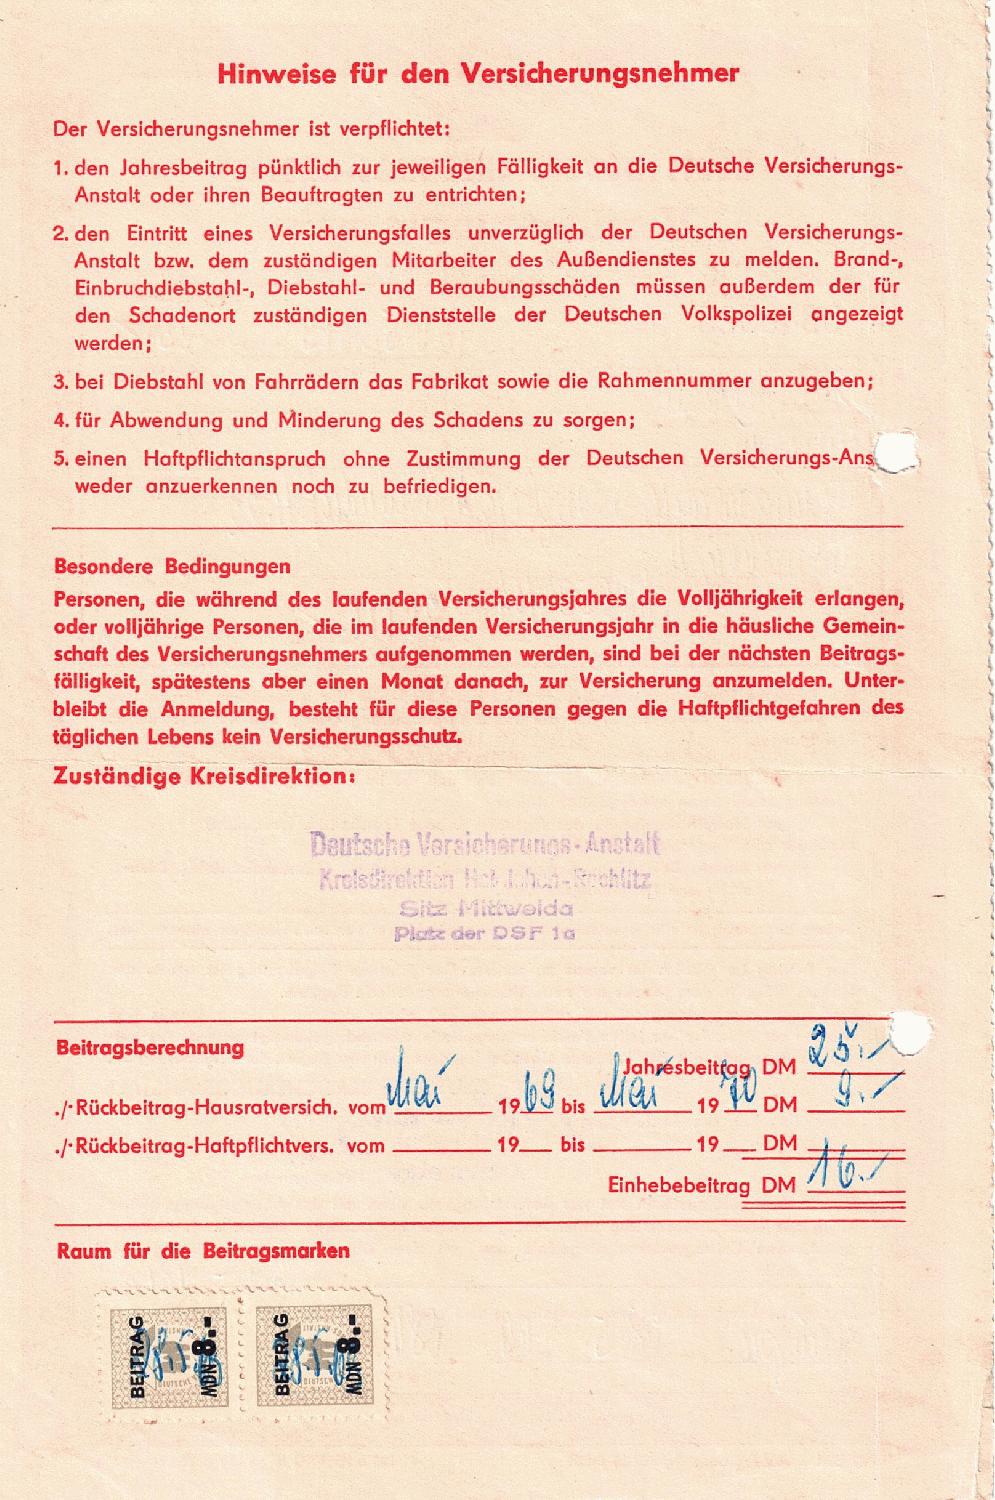 Hinweise für den Versicherungsnehmer
Der Versicherungsnehmer ist verpflichtet:
1. den Jahresbeitrag pünktlich zur jeweiligen Fälligkeit an die Deutsche Versicherungs-
Anstalt oder ihren Beauftragten zu entrichten;
2. den Eintritt eines Versicherungsfalles unverzüglich der Deutschen Versicherungs-
Anstalt bzw. dem zuständigen Mitarbeiter des Außendienstes zu melden. Brand-,
Einbruchdiebstahl-, Diebstahl- und Beraubungsschäden müssen außerdem der für
den Schadenort zuständigen Dienststelle der Deutschen Volkspolizei angezeigt
werden;
3. bei Diebstahl von Fahrrädern das Fabrikat sowie die Rahmennummer anzugeben;
4. für Abwendung und Minderung des Schadens zu sorgen;
5. einen Haftpflichtanspruch ohne Zustimmung der Deutschen Versicherungs-Ans
weder anzuerkennen noch zu befriedigen.
Besondere Bedingungen
Personen, die während des laufenden Versicherungsjahres die Volljährigkeit erlangen,
oder volljährige Personen, die im laufenden Versicherungsjahr in die häusliche Gemein-
schaft des Versicherungsnehmers aufgenommen werden, sind bei der nächsten Beitrags-
fälligkeit, spätestens aber einen Monat danach, zur Versicherung anzumelden. Unter-
bleibt die Anmeldung, besteht für diese Personen gegen die Haftpflichtgefahren des
täglichen Lebens kein Versicherungsschutz.
Zuständige Kreisdirektion:
Deutsche Versicherungs-Anstalt
Kreisdirektion -Rochlitz
Sitz Mittweida
Platz der DSF 1a
Beitragsberechnung
Jahresbeitrag DM 25.-
./· Rückbeitrag-Hausratversich. vom Mai 1969 bis Mai 1970 DM 9.-
./· Rückbeitrag-Haftpflichtvers. vom 19 bis 19 DM
Einhebebeitrag DM 16.-
Raum für die Beitragsmarken
BEITRAG MDN 8.-
BEITRAG MDN 8.-